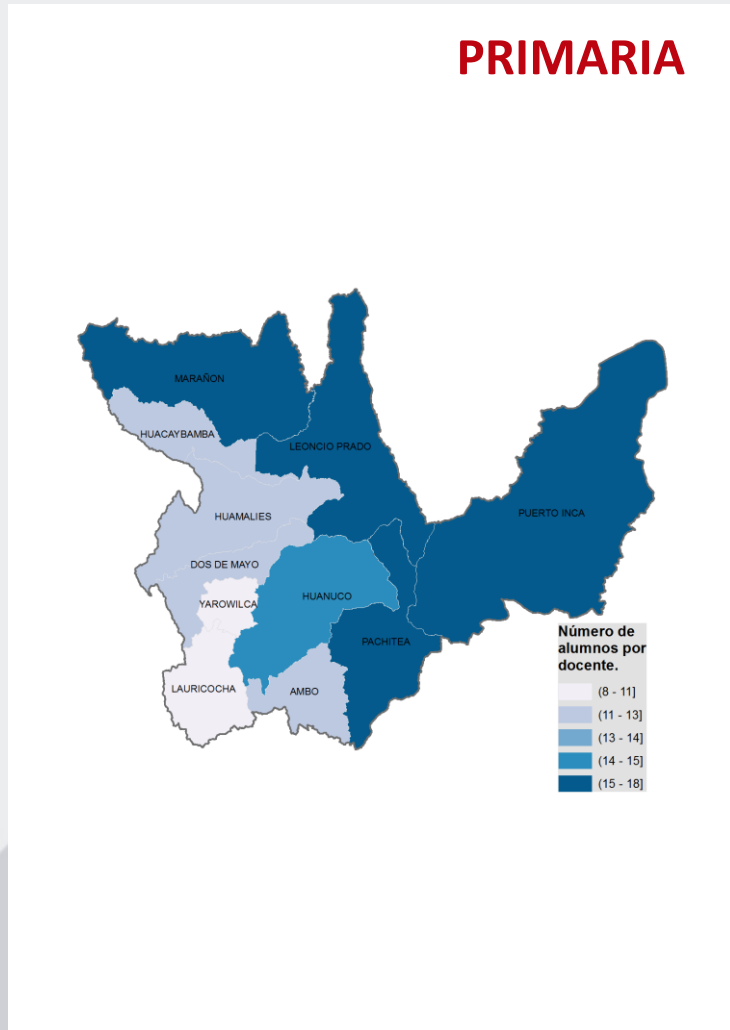 PRIMARIA
MARAÑON
HUACAYBAMBA
LEONCIO PRADO
HUAMALIES
PUERTO INCA
DOS DE MAYO
YAROWILCA
HUANUCO
PACHITEA
LAURICOCHA
AMBO
Número de
alumnos por
docente.
(8 - 11]
(11 - 13]
(13 - 14]
(14 - 15]
(15 - 18]